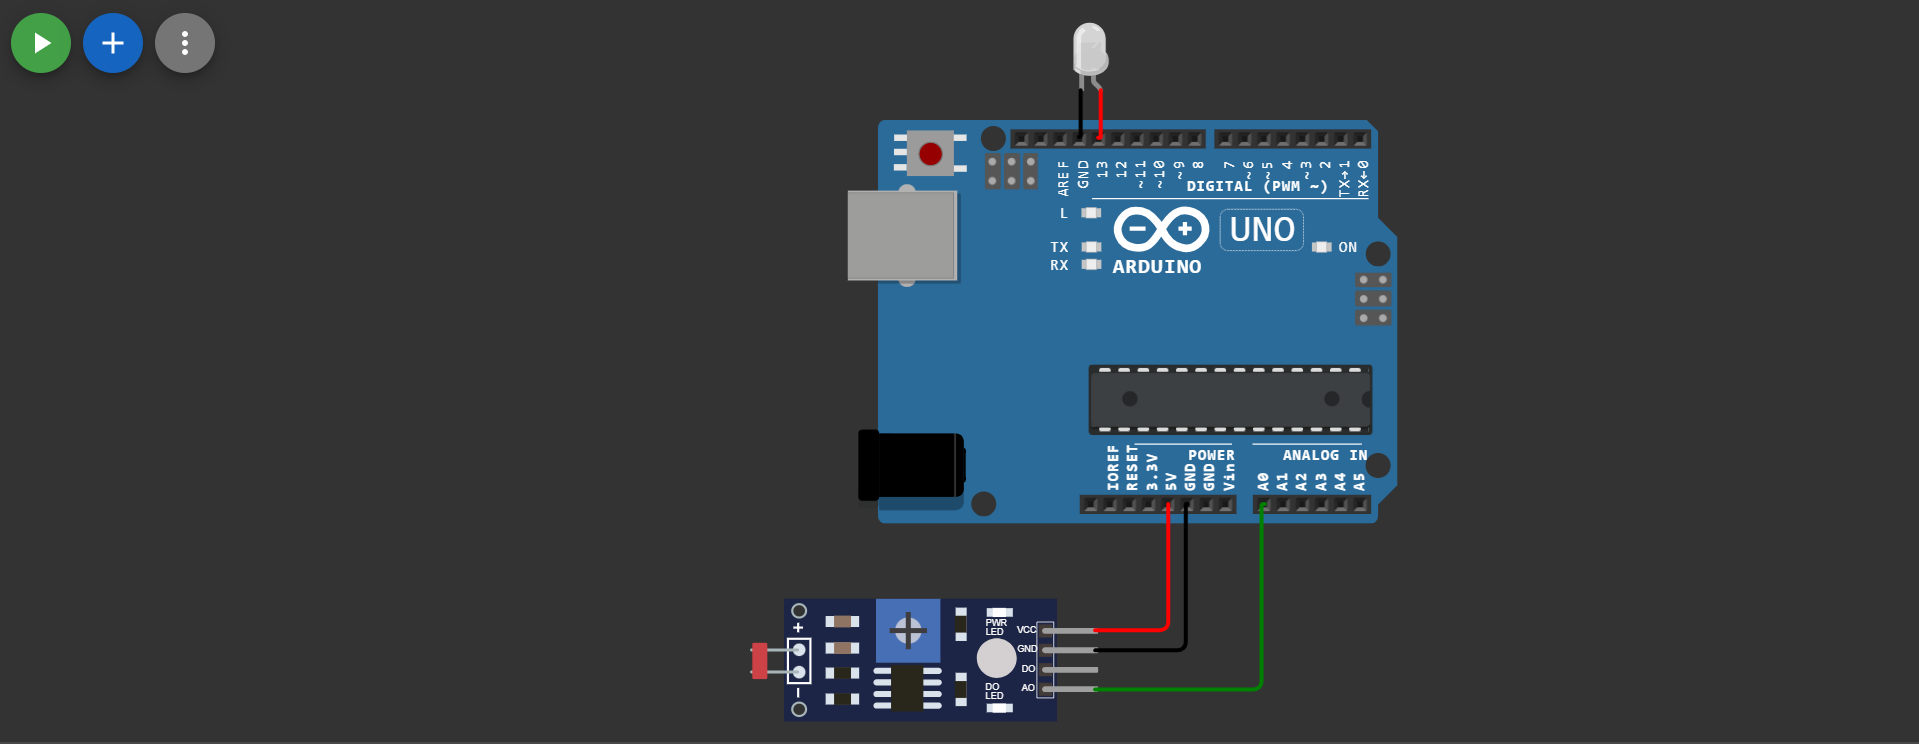 AREF
GND
13
12
~11
~10
~9
8
7
~6
~5
4
~3
2
TX→1
RX←0
DIGITAL (PWM ~)
L
TX
RX
ARDUINO
UNO
ON
IOREF
RESET
3.3V
5V
GND
GND
Vin
POWER
ANALOG IN
A0
A1
A2
A3
A4
A5
+
–
PWR
LED
DO
LED
VCC
GND
DO
AO